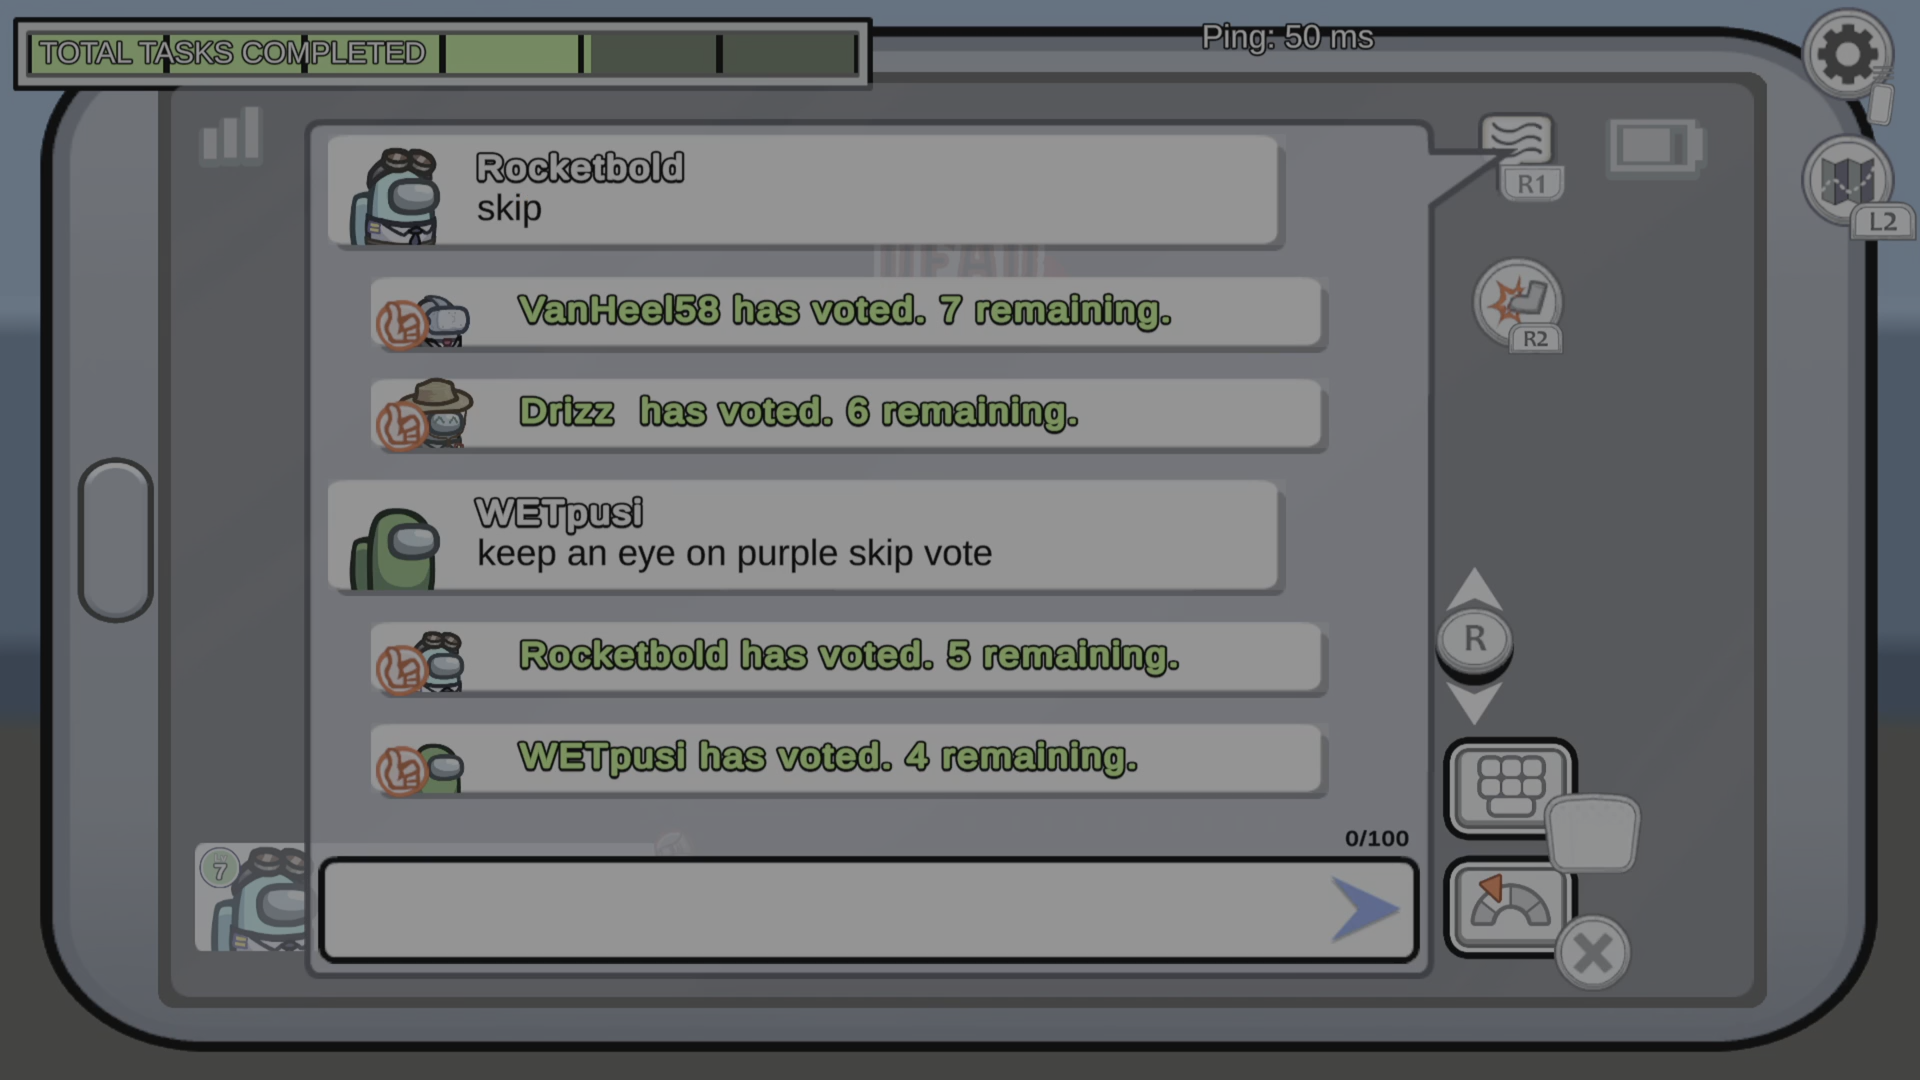 TOTAL TASKS COMPLETED
Ping: 50 ms
Rocketbold
skip
R1
L2
VanHeel58 has voted. 7 remaining.
R2
Drizz has voted. 6 remaining.
WETpusi
keep an eye on purple skip vote
Rocketbold has voted. 5 remaining.
R
WETpusi has voted. 4 remaining.
0/100
7